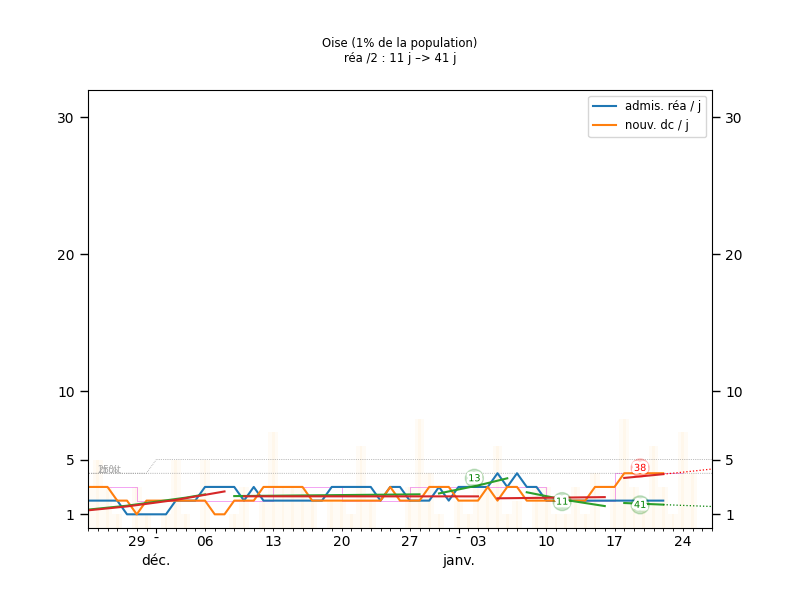 Oise (1% de la population)
réa /2 : 11 j –> 41 j
admis. réa / j
nouv. dc / j
30 30
20 20
10 10
5 5
1 1
38
13
11
41
29 - 06 13 20 27 - 03 10 17 24
déc. janv.